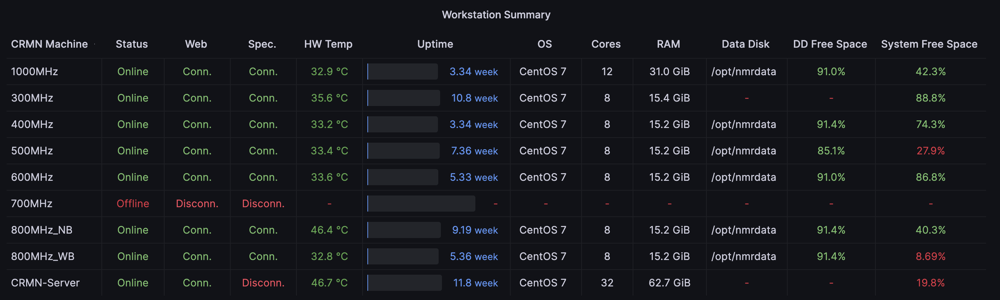 Workstation Summary
CRMN Machine Status Web Spec. HW Temp Uptime OS Cores RAM Data Disk DD Free Space System Free Space
1000MHz Online Conn. Conn. 32.9 °C 3.34 week CentOS 7 12 31.0 GiB /opt/nmrdata 91.0% 42.3%
300MHz Online Conn. Conn. 35.6 °C 10.8 week CentOS 7 8 15.4 GiB - - 88.8%
400MHz Online Conn. Conn. 33.2 °C 3.34 week CentOS 7 8 15.2 GiB /opt/nmrdata 91.4% 74.3%
500MHz Online Conn. Conn. 33.4 °C 7.36 week CentOS 7 8 15.2 GiB /opt/nmrdata 85.1% 27.9%
600MHz Online Conn. Conn. 33.6 °C 5.33 week CentOS 7 8 15.2 GiB /opt/nmrdata 91.0% 86.8%
700MHz Offline Disconn. Disconn. - - - - - - - -
800MHz_NB Online Conn. Conn. 46.4 °C 9.19 week CentOS 7 8 15.2 GiB /opt/nmrdata 91.4% 40.3%
800MHz_WB Online Conn. Conn. 32.8 °C 5.36 week CentOS 7 8 15.2 GiB /opt/nmrdata 91.4% 8.69%
CRMN-Server Online Conn. Disconn. 46.7 °C 11.8 week CentOS 7 32 62.7 GiB - - 19.8%